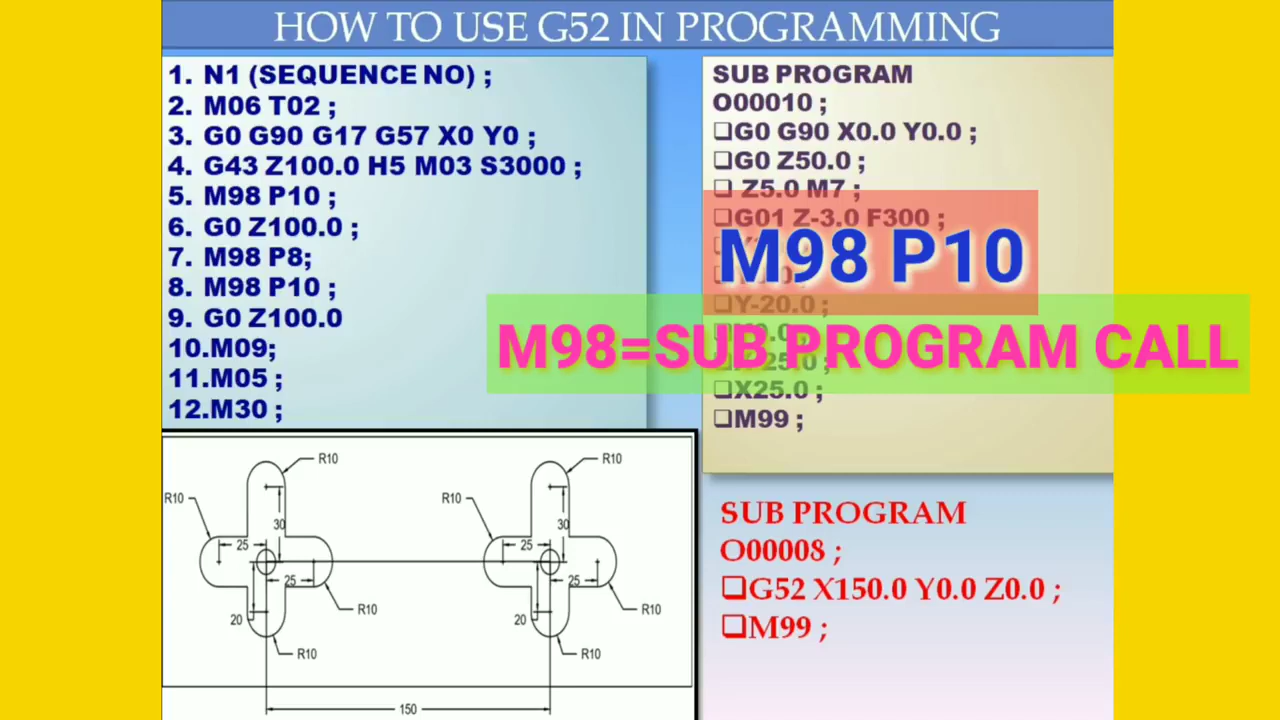 HOW TO USE G52 IN PROGRAMMING
1. N1 (SEQUENCE NO) ;
2. M06 T02 ;
3. G0 G90 G17 G57 X0 Y0 ;
4. G43 Z100.0 H5 M03 S3000 ;
5. M98 P10 ;
6. G0 Z100.0 ;
7. M98 P8;
8. M98 P10 ;
9. G0 Z100.0
10.M09;
11.M05 ;
12.M30 ;
SUB PROGRAM
O00010 ;
❑G0 G90 X0.0 Y0.0 ;
❑G0 Z50.0 ;
❑ Z5.0 M7 ;
❑G01 Z-3.0 F300 ;
M98 P10
❑Y-20.0 ;
M98=SUB PROGRAM CALL
❑X25.0 ;
❑M99 ;
SUB PROGRAM
O00008 ;
❑G52 X150.0 Y0.0 Z0.0 ;
❑M99 ;
R10
R10
30
25
25
20
R10
R10
R10
R10
30
25
25
20
R10
R10
150